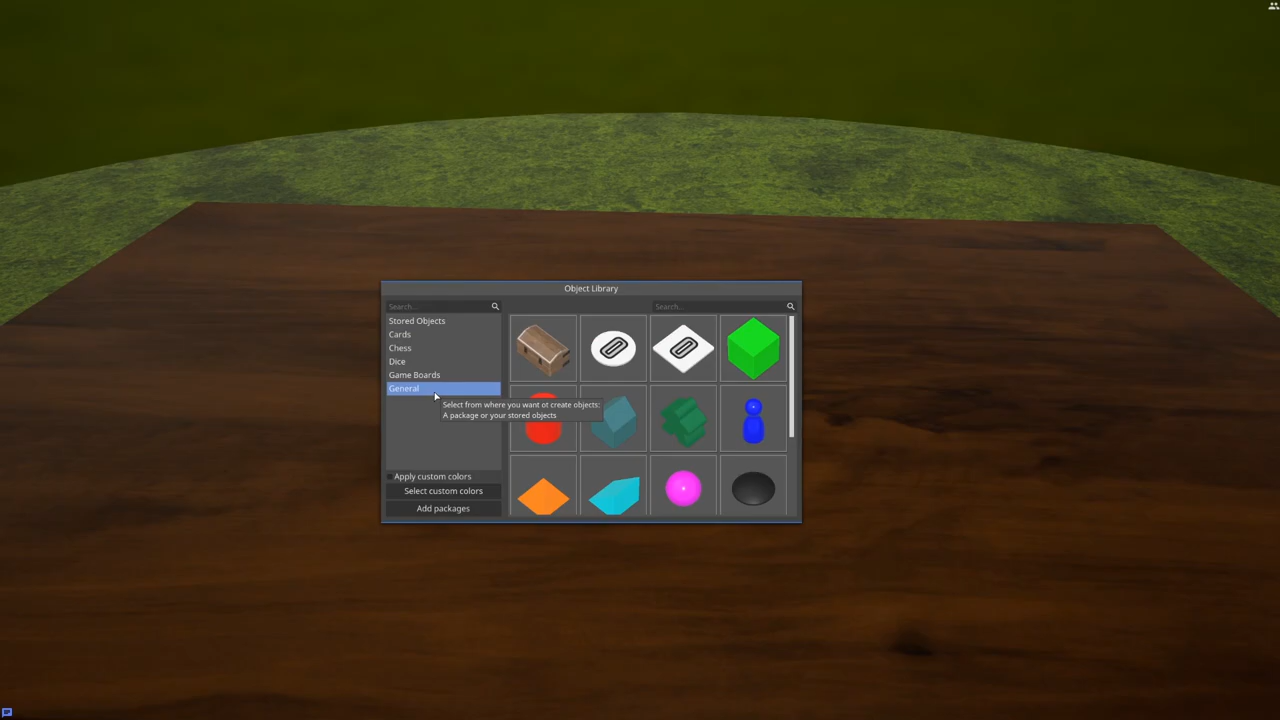 Object Library
Search...
Search...
Stored Objects
Cards
Chess
Dice
Game Boards
General
Select from where you want ot create objects:
A package or your stored objects
Apply custom colors
Select custom colors
Add packages